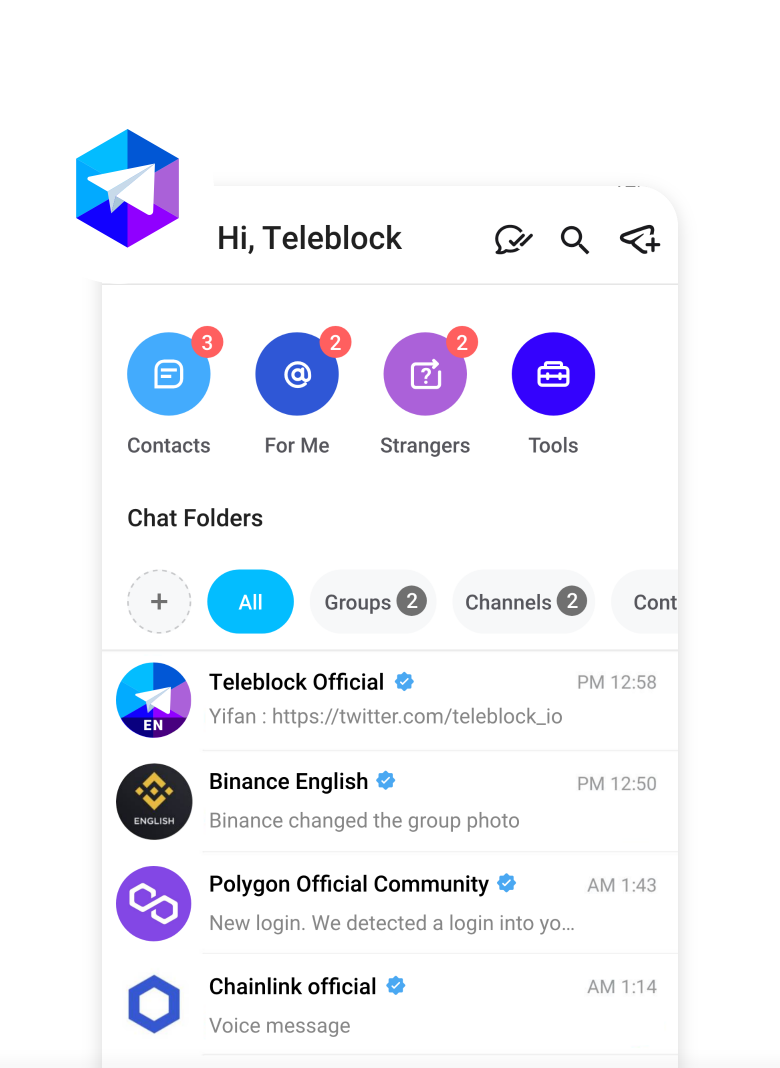 Hi, Teleblock
3 2 2
Contacts For Me Strangers Tools
Chat Folders
+ All Groups 2 Channels 2 Cont
Teleblock Official PM 12:58
Yifan : https://twitter.com/teleblock_io
EN
Binance English PM 12:50
Binance changed the group photo
ENGLISH
Polygon Official Community AM 1:43
New login. We detected a login into yo...
Chainlink official AM 1:14
Voice message